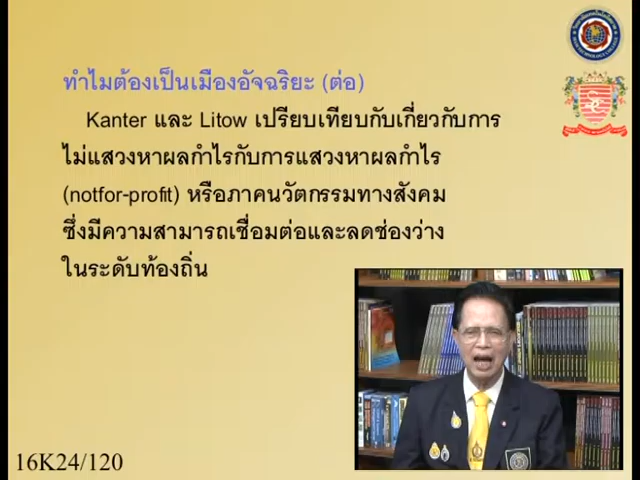 ทำไมต้องเป็นเมืองอัจฉริยะ (ต่อ)
Kanter และ Litow เปรียบเทียบกับเกี่ยวกับการ
ไม่แสวงหาผลกำไรกับการแสวงหาผลกำไร
(notfor-profit) หรือภาคนวัตกรรมทางสังคม
ซึ่งมีความสามารถเชื่อมต่อและลดช่องว่าง
ในระดับท้องถิ่น
16K24/120